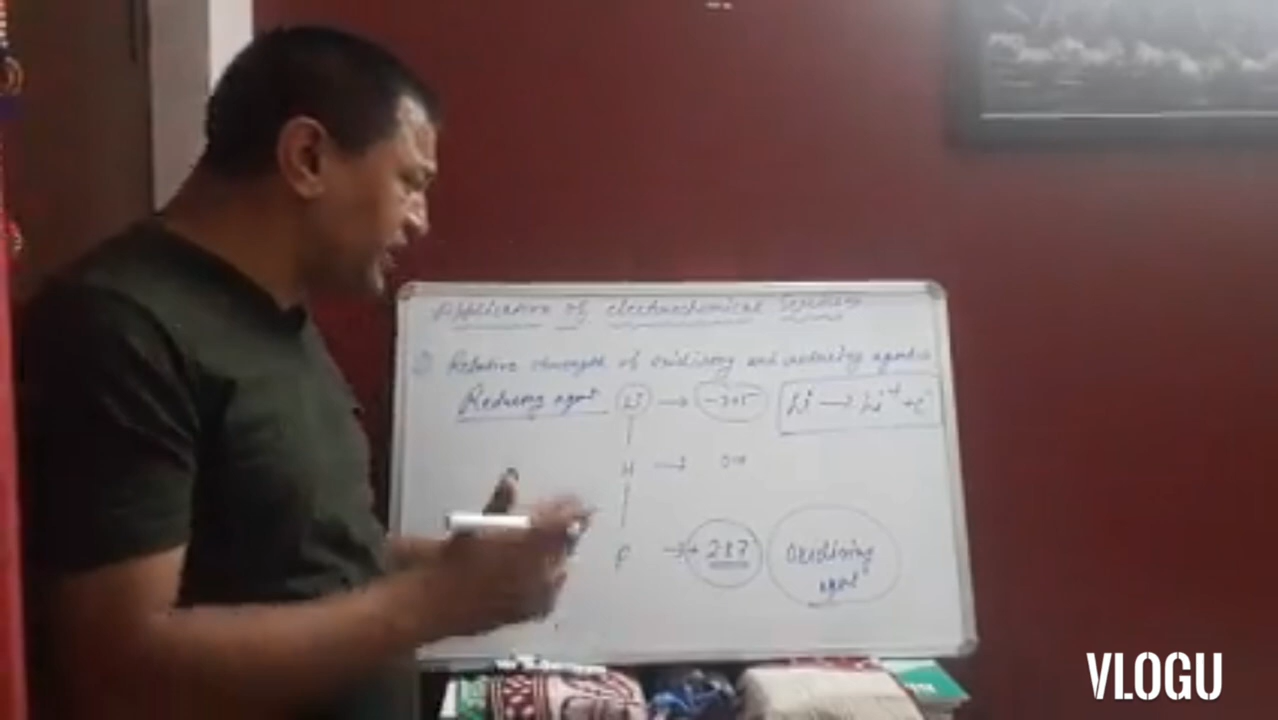 Application of electrochemical Series
① Relative strength of oxidising and reducing agents
Reducing agent Li → -3.05 Li → Li⁺ + e⁻
H → 0.0
F → + 2.87 Oxidising agent
VLOGU